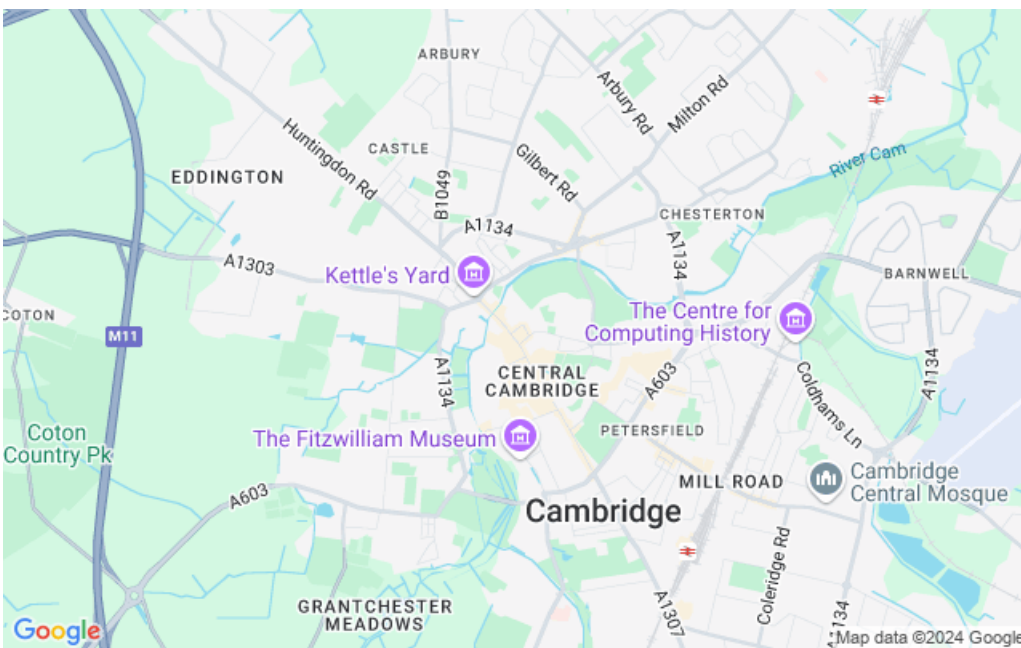 ARBURY
Arbury Rd
Milton Rd
Huntingdon Rd
CASTLE
Gilbert Rd
River Cam
EDDINGTON
B1049
CHESTERTON
A1134
A1134
A1303
Kettle's Yard
BARNWELL
COTON
The Centre for
Computing History
M11
A1134
CENTRAL
CAMBRIDGE
A603
A1134
Coldhams Ln
Coton
Country Pk
The Fitzwilliam Museum
PETERSFIELD
MILL ROAD
Cambridge
Central Mosque
A603
Cambridge
Coleridge Rd
GRANTCHESTER
MEADOWS
A1307
A1134
Google
Map data ©2024 Google